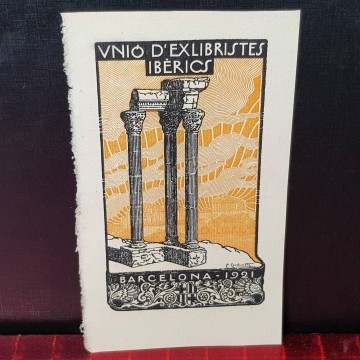 VNIÓ D'EXLIBRISTES
IBÈRICS
BARCELONA - 1921